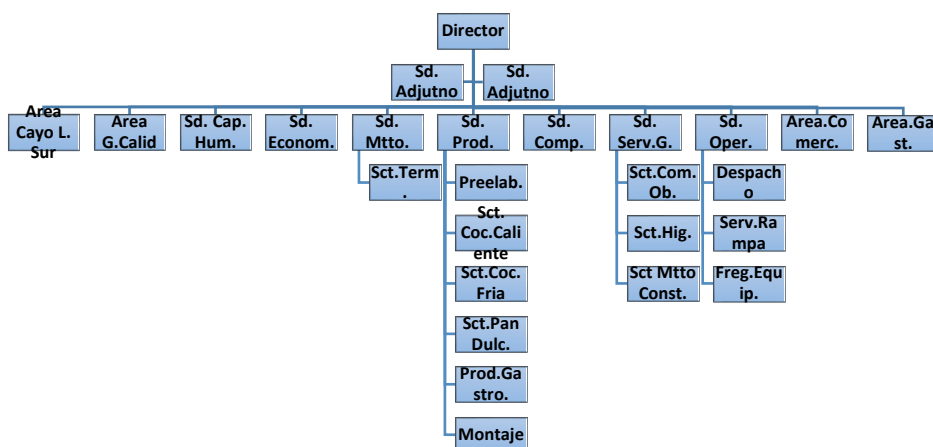 Director
Sd.
Adjutno
Sd.
Adjutno
Area
Cayo L.
Sur
Area
G.Calid
Sd. Cap.
Hum.
Sd.
Econom.
Sd.
Mtto.
Sd.
Prod.
Sd.
Comp.
Sd.
Serv.G.
Sd.
Oper.
Area.Co
merc.
Area.Ga
st.
Sct.Term
.
Preelab.
Sct.
Coc.Cali
ente
Sct.Coc.
Fria
Sct.Pan
Dulc.
Prod.Ga
stro.
Montaje
Sct.Com.
Ob.
Sct.Hig.
Sct Mtto
Const.
Despach
o
Serv.Ra
mpa
Freg.Equ
ip.